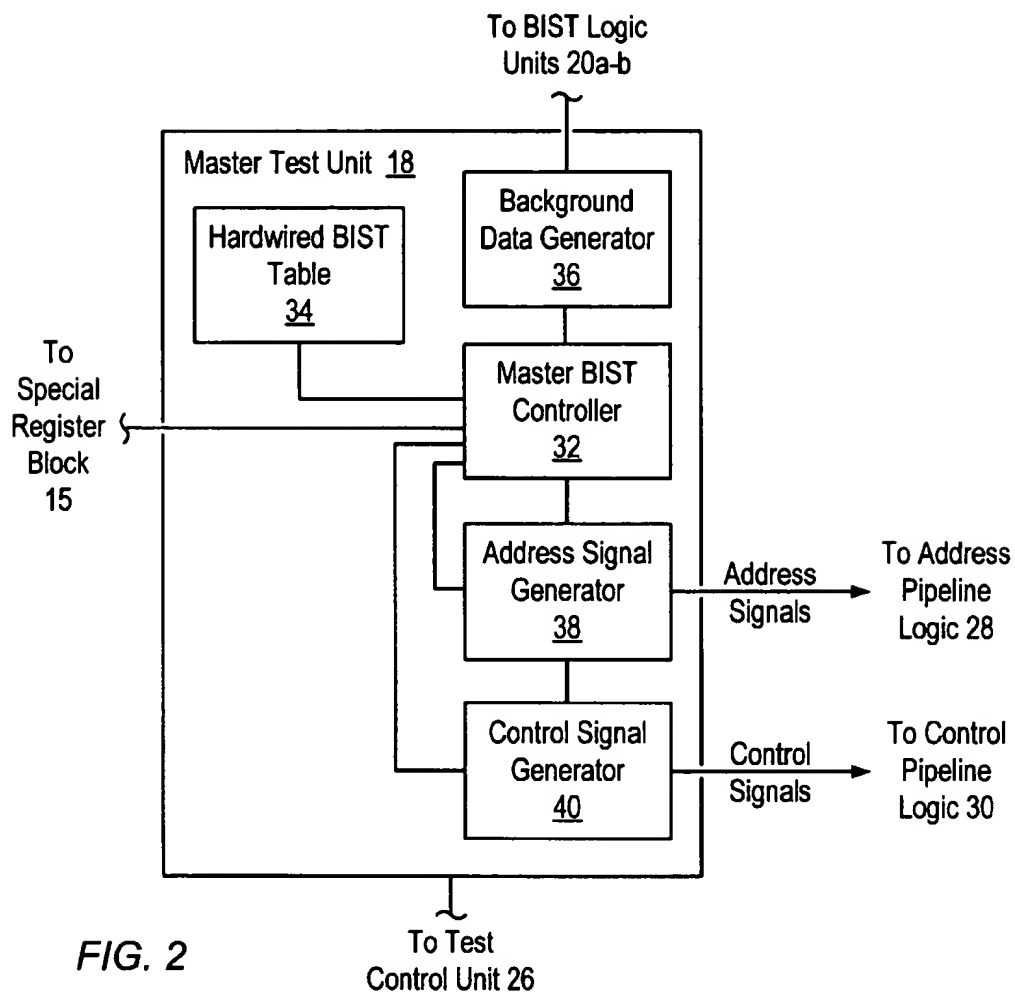 To BIST Logic
Units 20a-b
Master Test Unit 18
Background
Data Generator
36
Hardwired BIST
Table
34
To
Special
Register
Block
15
Master BIST
Controller
32
Address Signal
Generator
38
Address
Signals
To Address
Pipeline
Logic 28
Control Signal
Generator
40
Control
Signals
To Control
Pipeline
Logic 30
FIG. 2
To Test
Control Unit 26